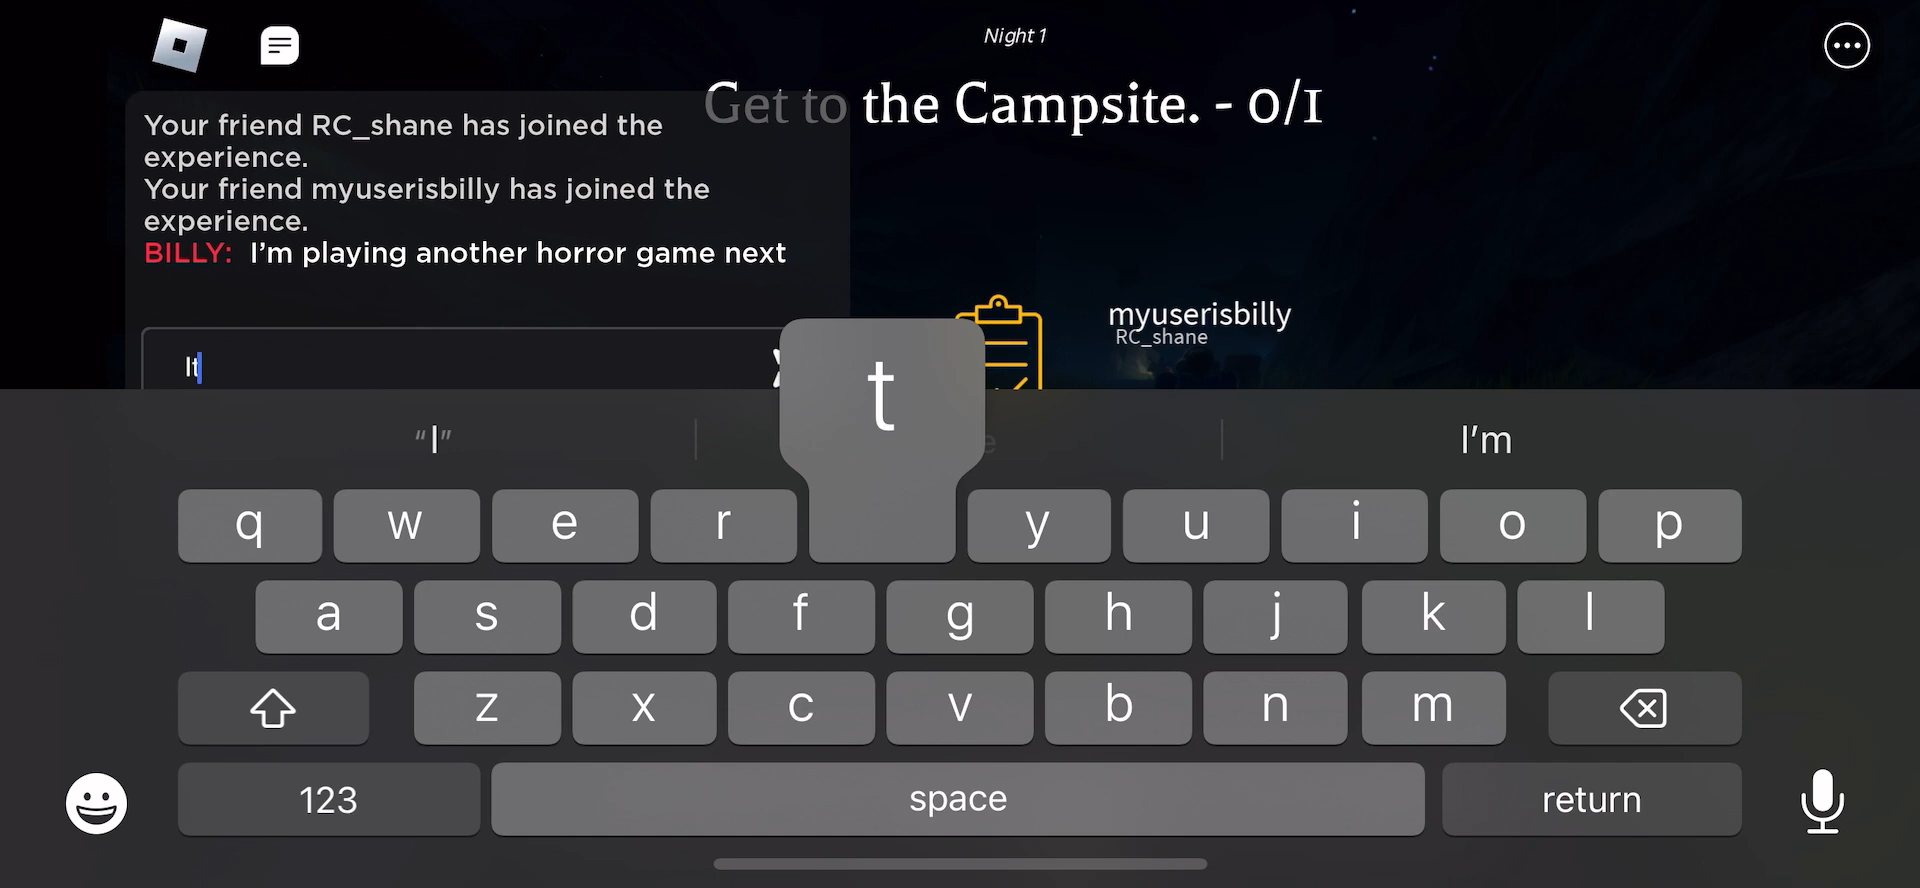 Night 1
Get to the Campsite. - 0/1
Your friend RC_shane has joined the
experience.
Your friend myuserisbilly has joined the
experience.
BILLY: I'm playing another horror game next
myuserisbilly
RC_shane
It
t
“I”
I'm
q w e r y u i o p
a s d f g h j k l
z x c v b n m
123 space return